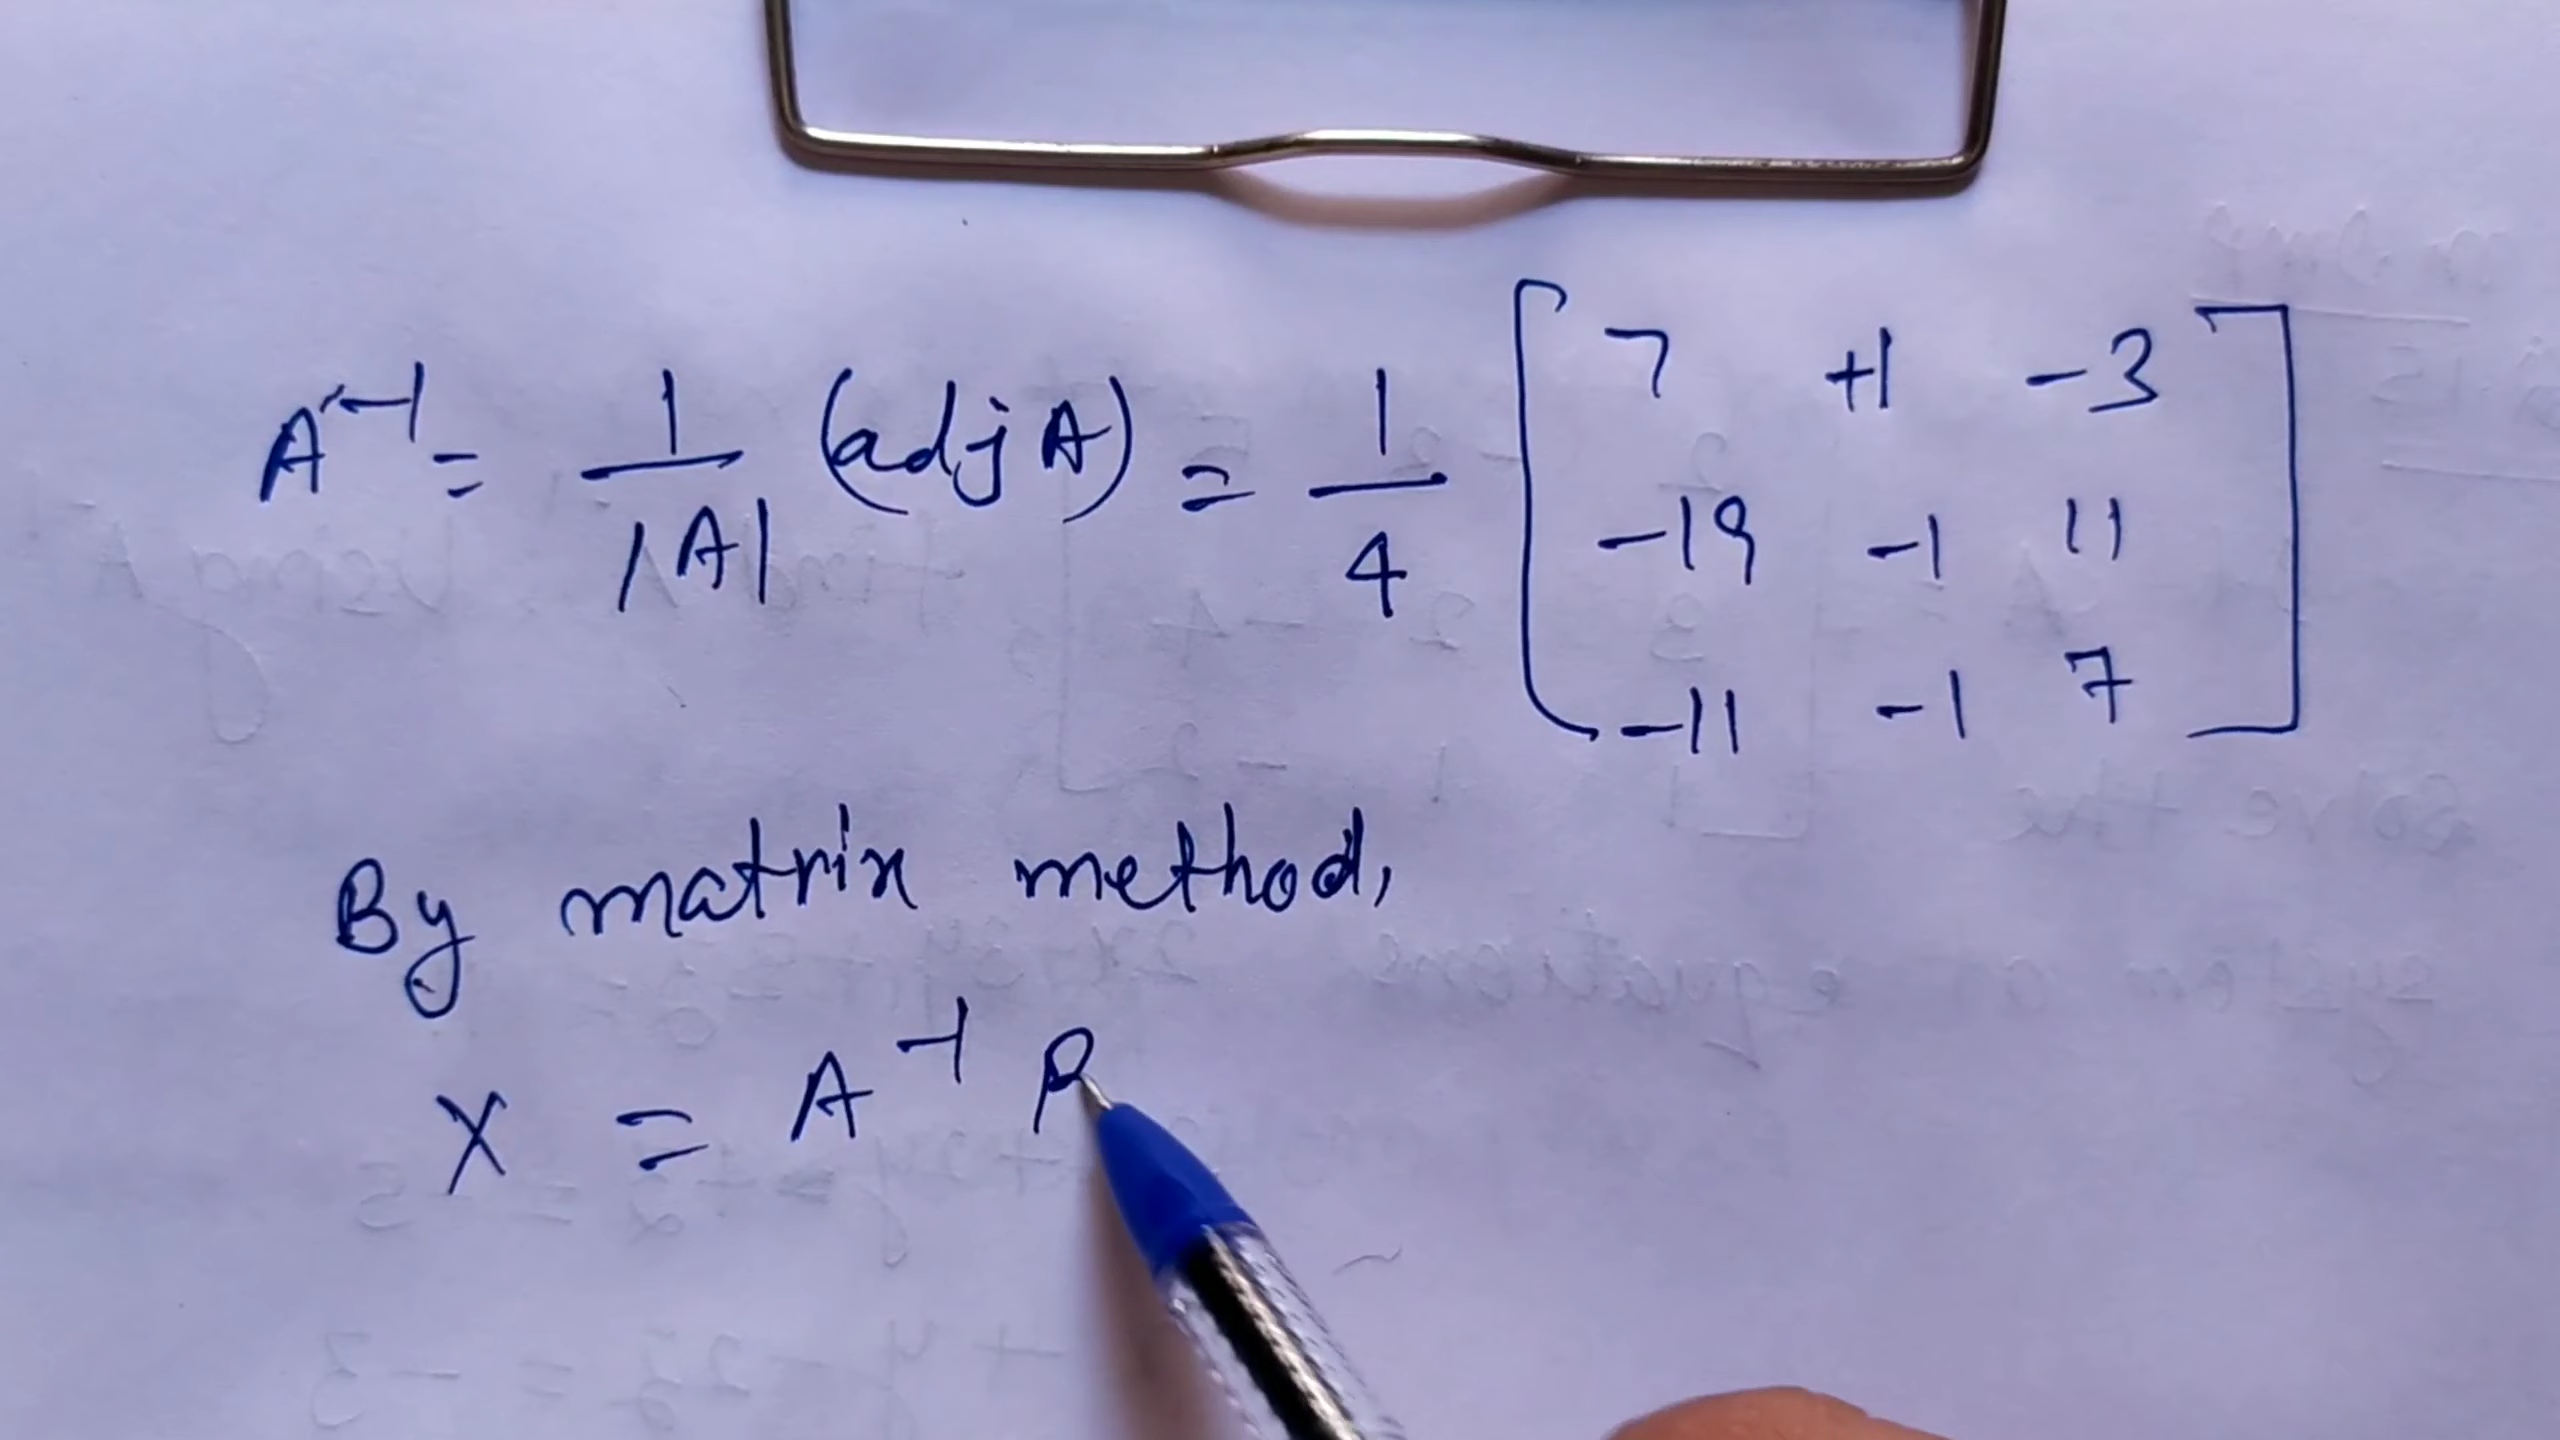 A⁻¹ = 1/|A| (adj A) = 1/4 [ 7 +1 -3
-19 -1 11
-11 -1 7 ]
By matrix method,
X = A⁻¹ B